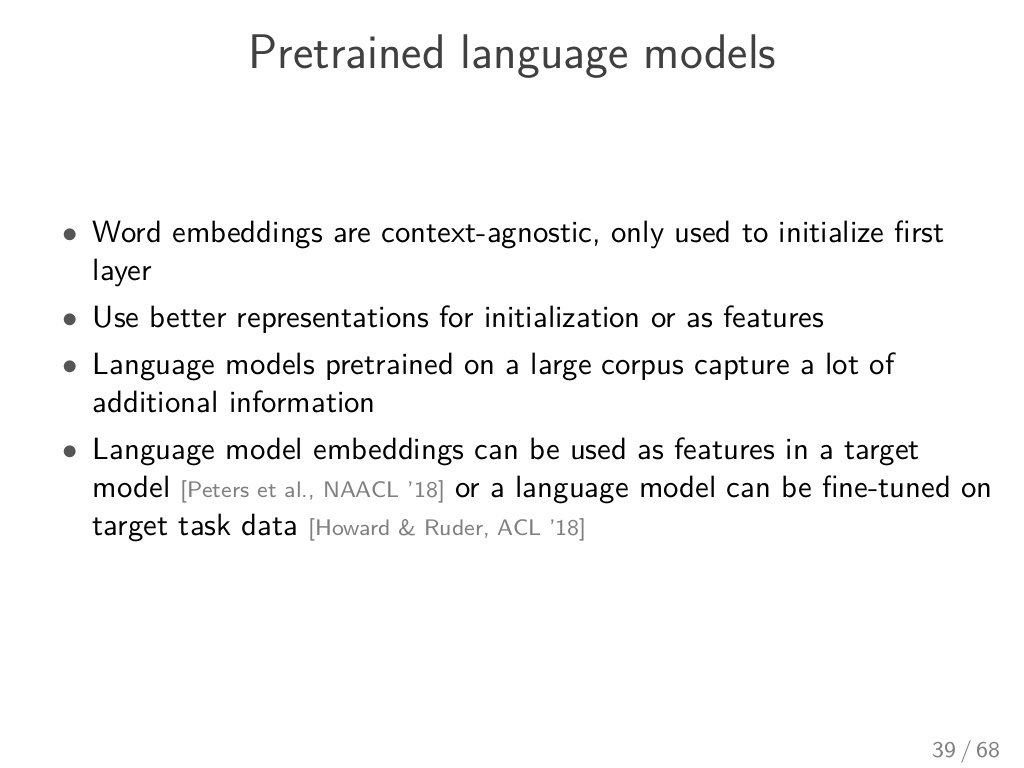 Pretrained language models
• Word embeddings are context-agnostic, only used to initialize first
layer
• Use better representations for initialization or as features
• Language models pretrained on a large corpus capture a lot of
additional information
• Language model embeddings can be used as features in a target
model [Peters et al., NAACL ’18] or a language model can be fine-tuned on
target task data [Howard & Ruder, ACL ’18]
39 / 68